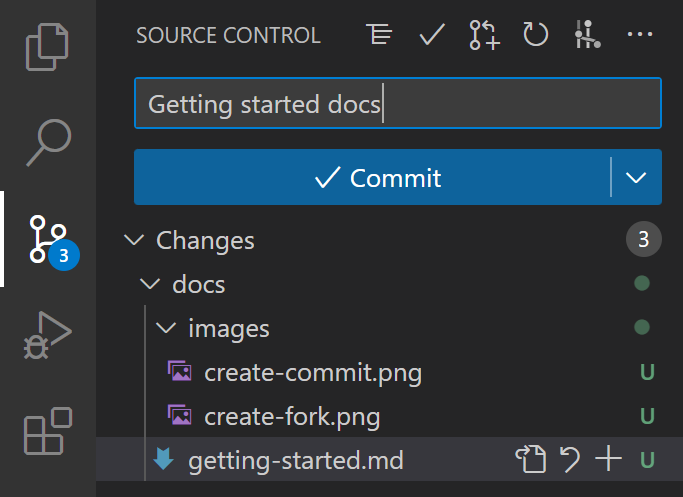 SOURCE CONTROL
Getting started docs
Commit
Changes 3
docs
images
3
create-commit.png U
create-fork.png U
getting-started.md U